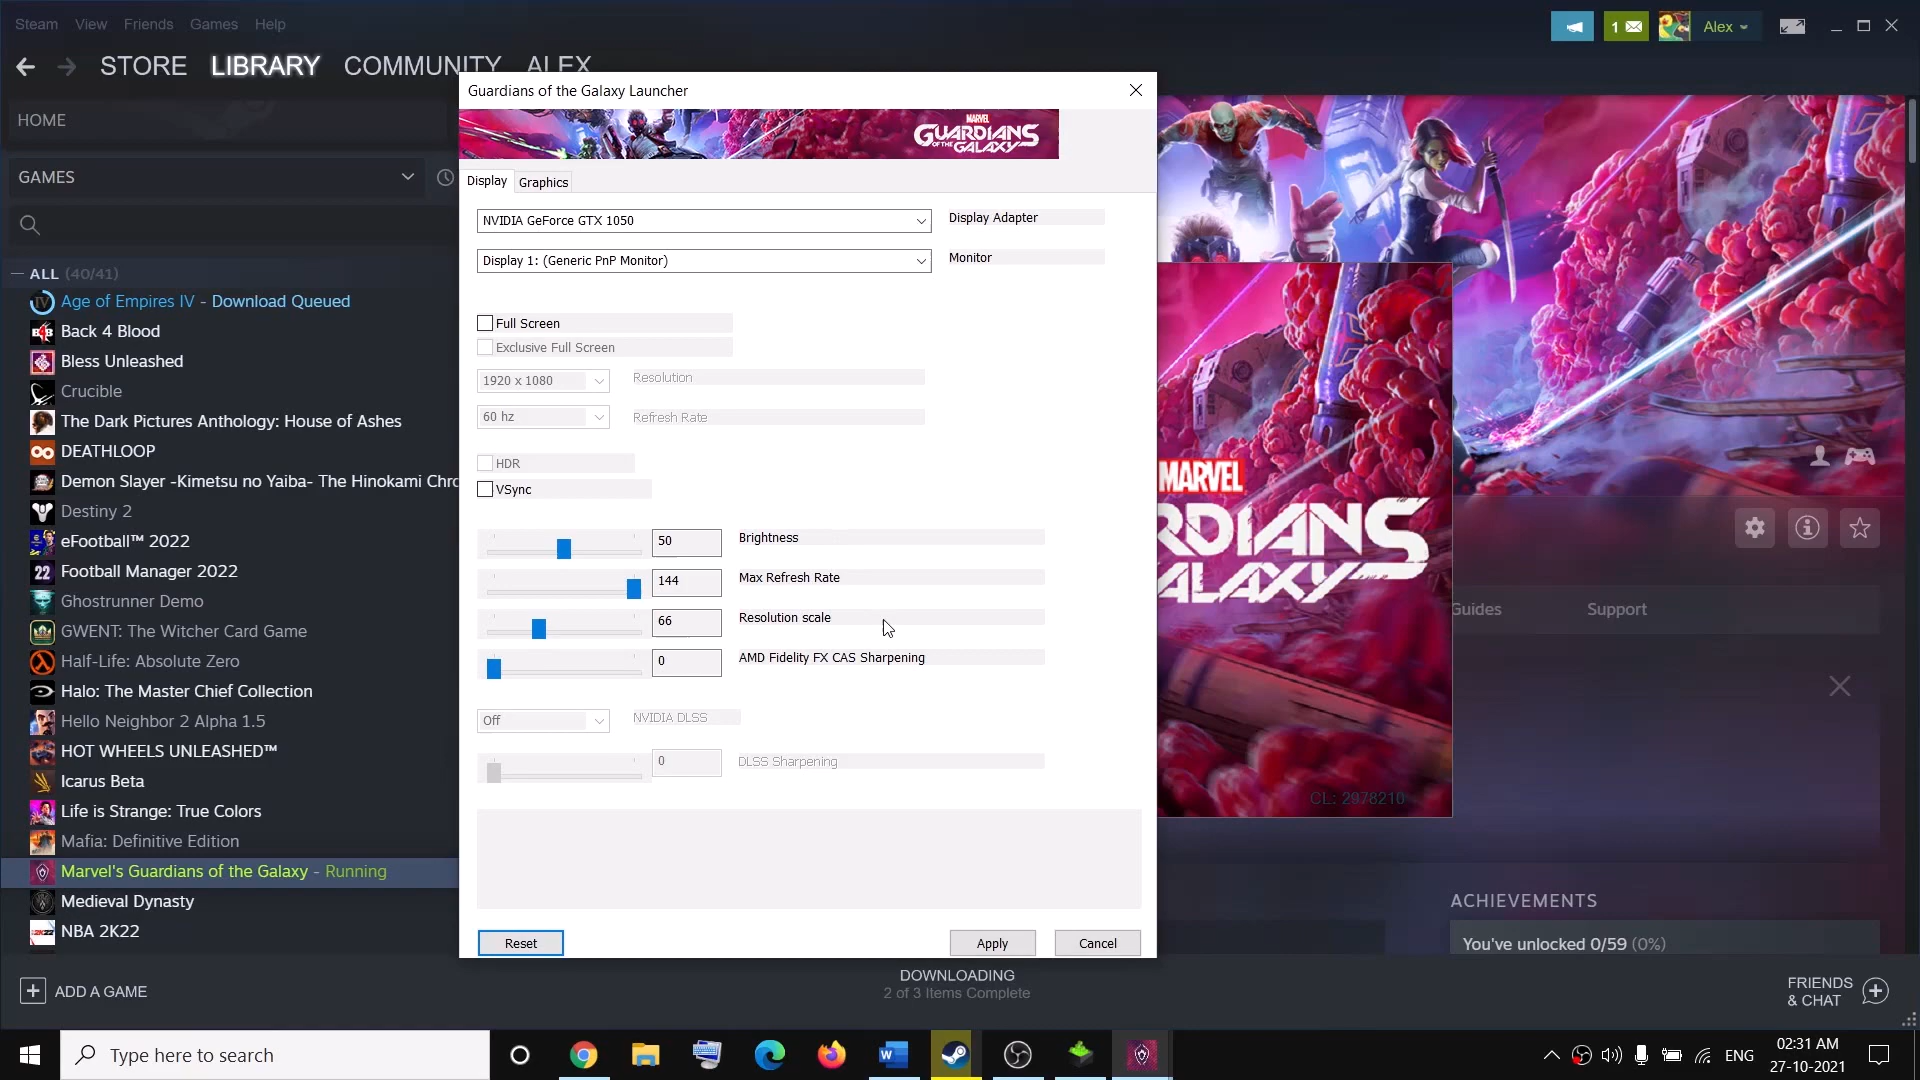 Steam View Friends Games Help
1
Alex
STORE LIBRARY COMMUNITY ALEX
HOME
GAMES
ALL (40/41)
Age of Empires IV - Download Queued
Back 4 Blood
Bless Unleashed
Crucible
The Dark Pictures Anthology: House of Ashes
DEATHLOOP
Demon Slayer -Kimetsu no Yaiba- The Hinokami Chro
Destiny 2
eFootball™ 2022
Football Manager 2022
Ghostrunner Demo
GWENT: The Witcher Card Game
Half-Life: Absolute Zero
Halo: The Master Chief Collection
Hello Neighbor 2 Alpha 1.5
HOT WHEELS UNLEASHED™
Icarus Beta
Life is Strange: True Colors
Mafia: Definitive Edition
Marvel's Guardians of the Galaxy - Running
Medieval Dynasty
NBA 2K22
ADD A GAME
Guardians of the Galaxy Launcher
MARVEL
GUARDIANS
OF THE GALAXY
Display Graphics
NVIDIA GeForce GTX 1050 Display Adapter
Display 1: (Generic PnP Monitor) Monitor
Full Screen
Exclusive Full Screen
1920 x 1080 Resolution
60 hz Refresh Rate
HDR
VSync
50 Brightness
144 Max Refresh Rate
66 Resolution scale
0 AMD Fidelity FX CAS Sharpening
Off NVIDIA DLSS
0 DLSS Sharpening
Reset Apply Cancel
MARVEL
RDIANS
ALAXY
CL: 2978210
Guides Support
ACHIEVEMENTS
You've unlocked 0/59 (0%)
DOWNLOADING
2 of 3 Items Complete
FRIENDS
& CHAT
Type here to search
ENG
02:31 AM
27-10-2021